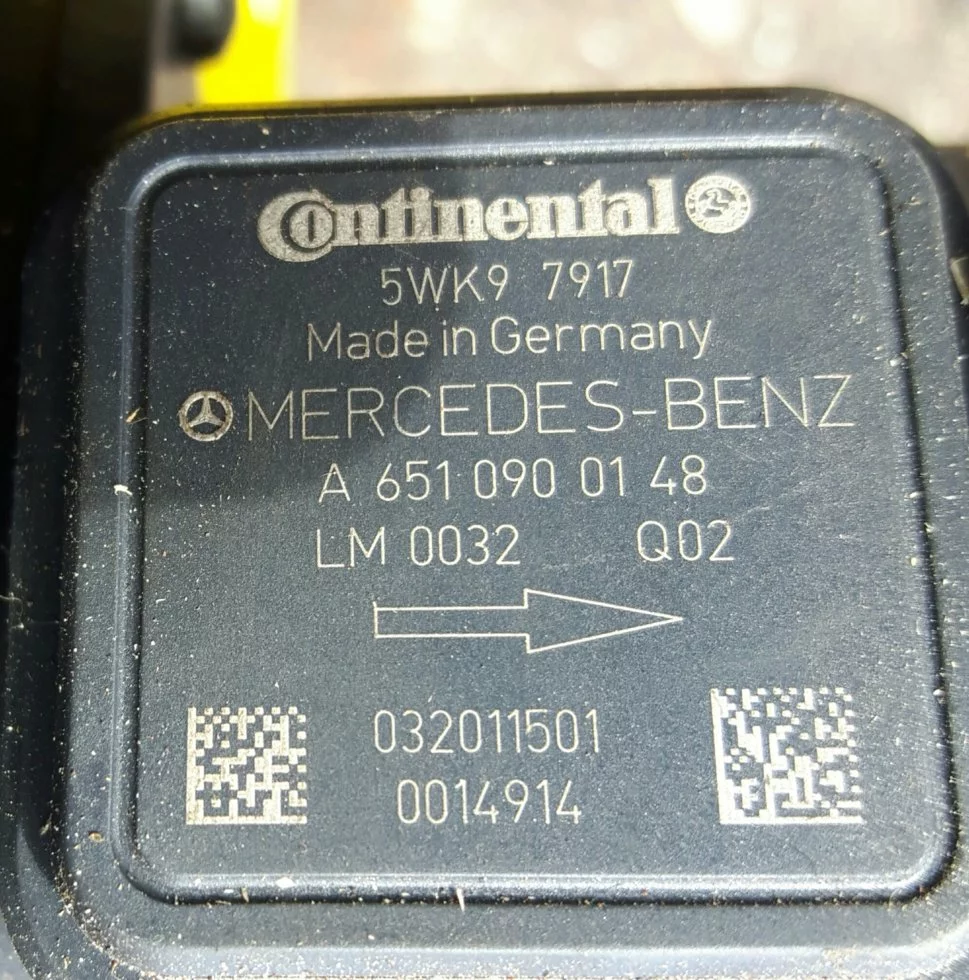 Continental
5WK9 7917
Made in Germany
MERCEDES-BENZ
A 651 090 01 48
LM 0032 Q02
032011501
0014914